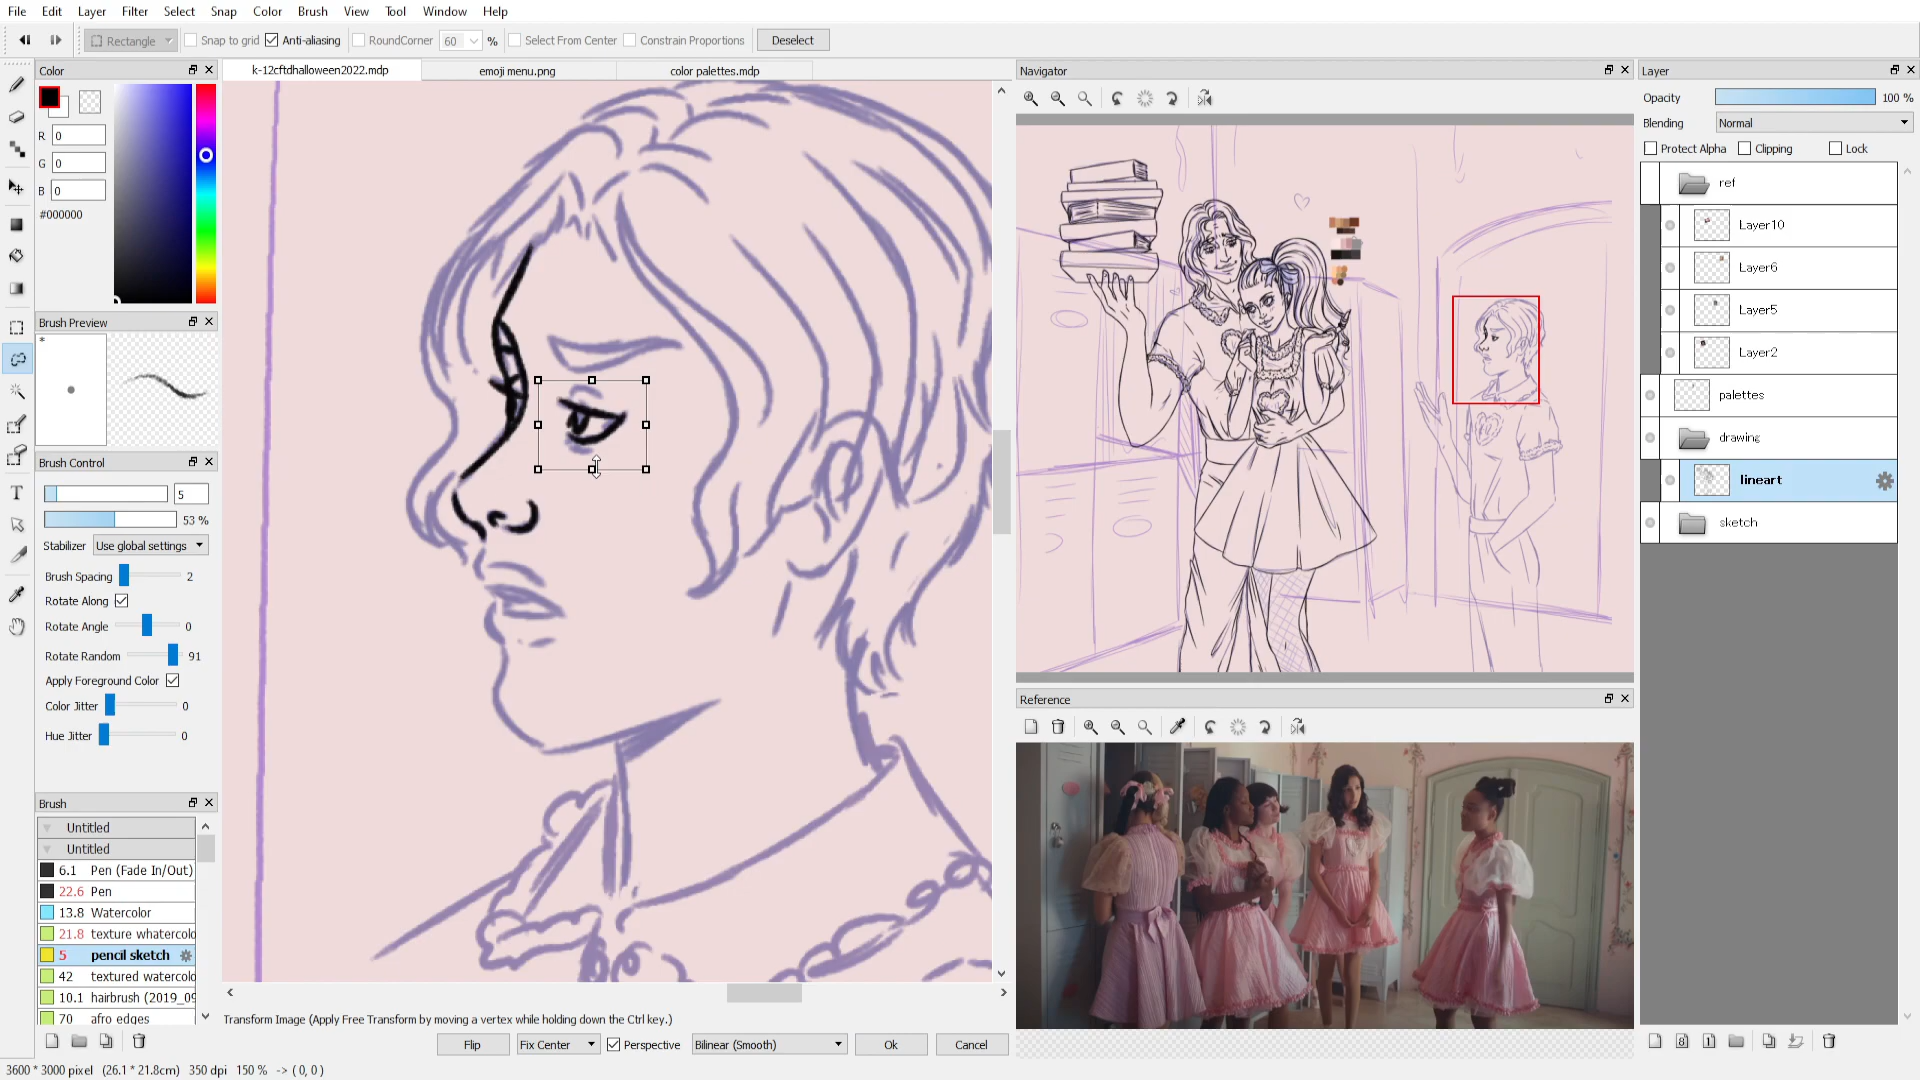 File Edit Layer Filter Select Snap Color Brush View Tool Window Help
Rectangle Snap to grid Anti-aliasing RoundCorner 60 % Select From Center Constrain Proportions Deselect
Color
k-12cftdhalloween2022.mdp emoji menu.png color palettes.mdp
R 0
G 0
B 0
#000000
Brush Preview
*
Brush Control
5
53 %
Stabilizer Use global settings
Brush Spacing 2
Rotate Along
Rotate Angle 0
Rotate Random 91
Apply Foreground Color
Color Jitter 0
Hue Jitter 0
Brush
Untitled
Untitled
6.1 Pen (Fade In/Out)
22.6 Pen
13.8 Watercolor
21.8 texture whatercolo
5 pencil sketch
42 textured watercolo
10.1 hairbrush (2019_09
70 afro edges
Transform Image (Apply Free Transform by moving a vertex while holding down the Ctrl key.)
Flip Fix Center Perspective Bilinear (Smooth) Ok Cancel
3600 * 3000 pixel (26.1 * 21.8cm) 350 dpi 150 % -> ( 0, 0 )
Navigator
Reference
Layer
Opacity 100 %
Blending Normal
Protect Alpha Clipping Lock
ref
Layer10
Layer6
Layer5
Layer2
palettes
drawing
lineart
sketch
8 1